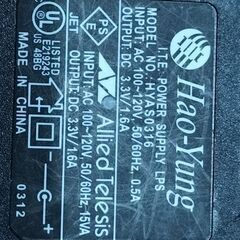 Hao-Yung
I.T.E. POWER SUPPLY LPS
MODEL NO.: HYAS0316
INPUT: AC 100~120V, 50/60Hz, 0.5A
OUTPUT: DC 3.3V/1.6A
Allied Telesis
INPUT: AC 100-120V, 50/60Hz, 15VA
OUTPUT: DC 3.3V/1.6A
PS
E
JET
LISTED
E219243
US 48BG
MADE IN CHINA
0312